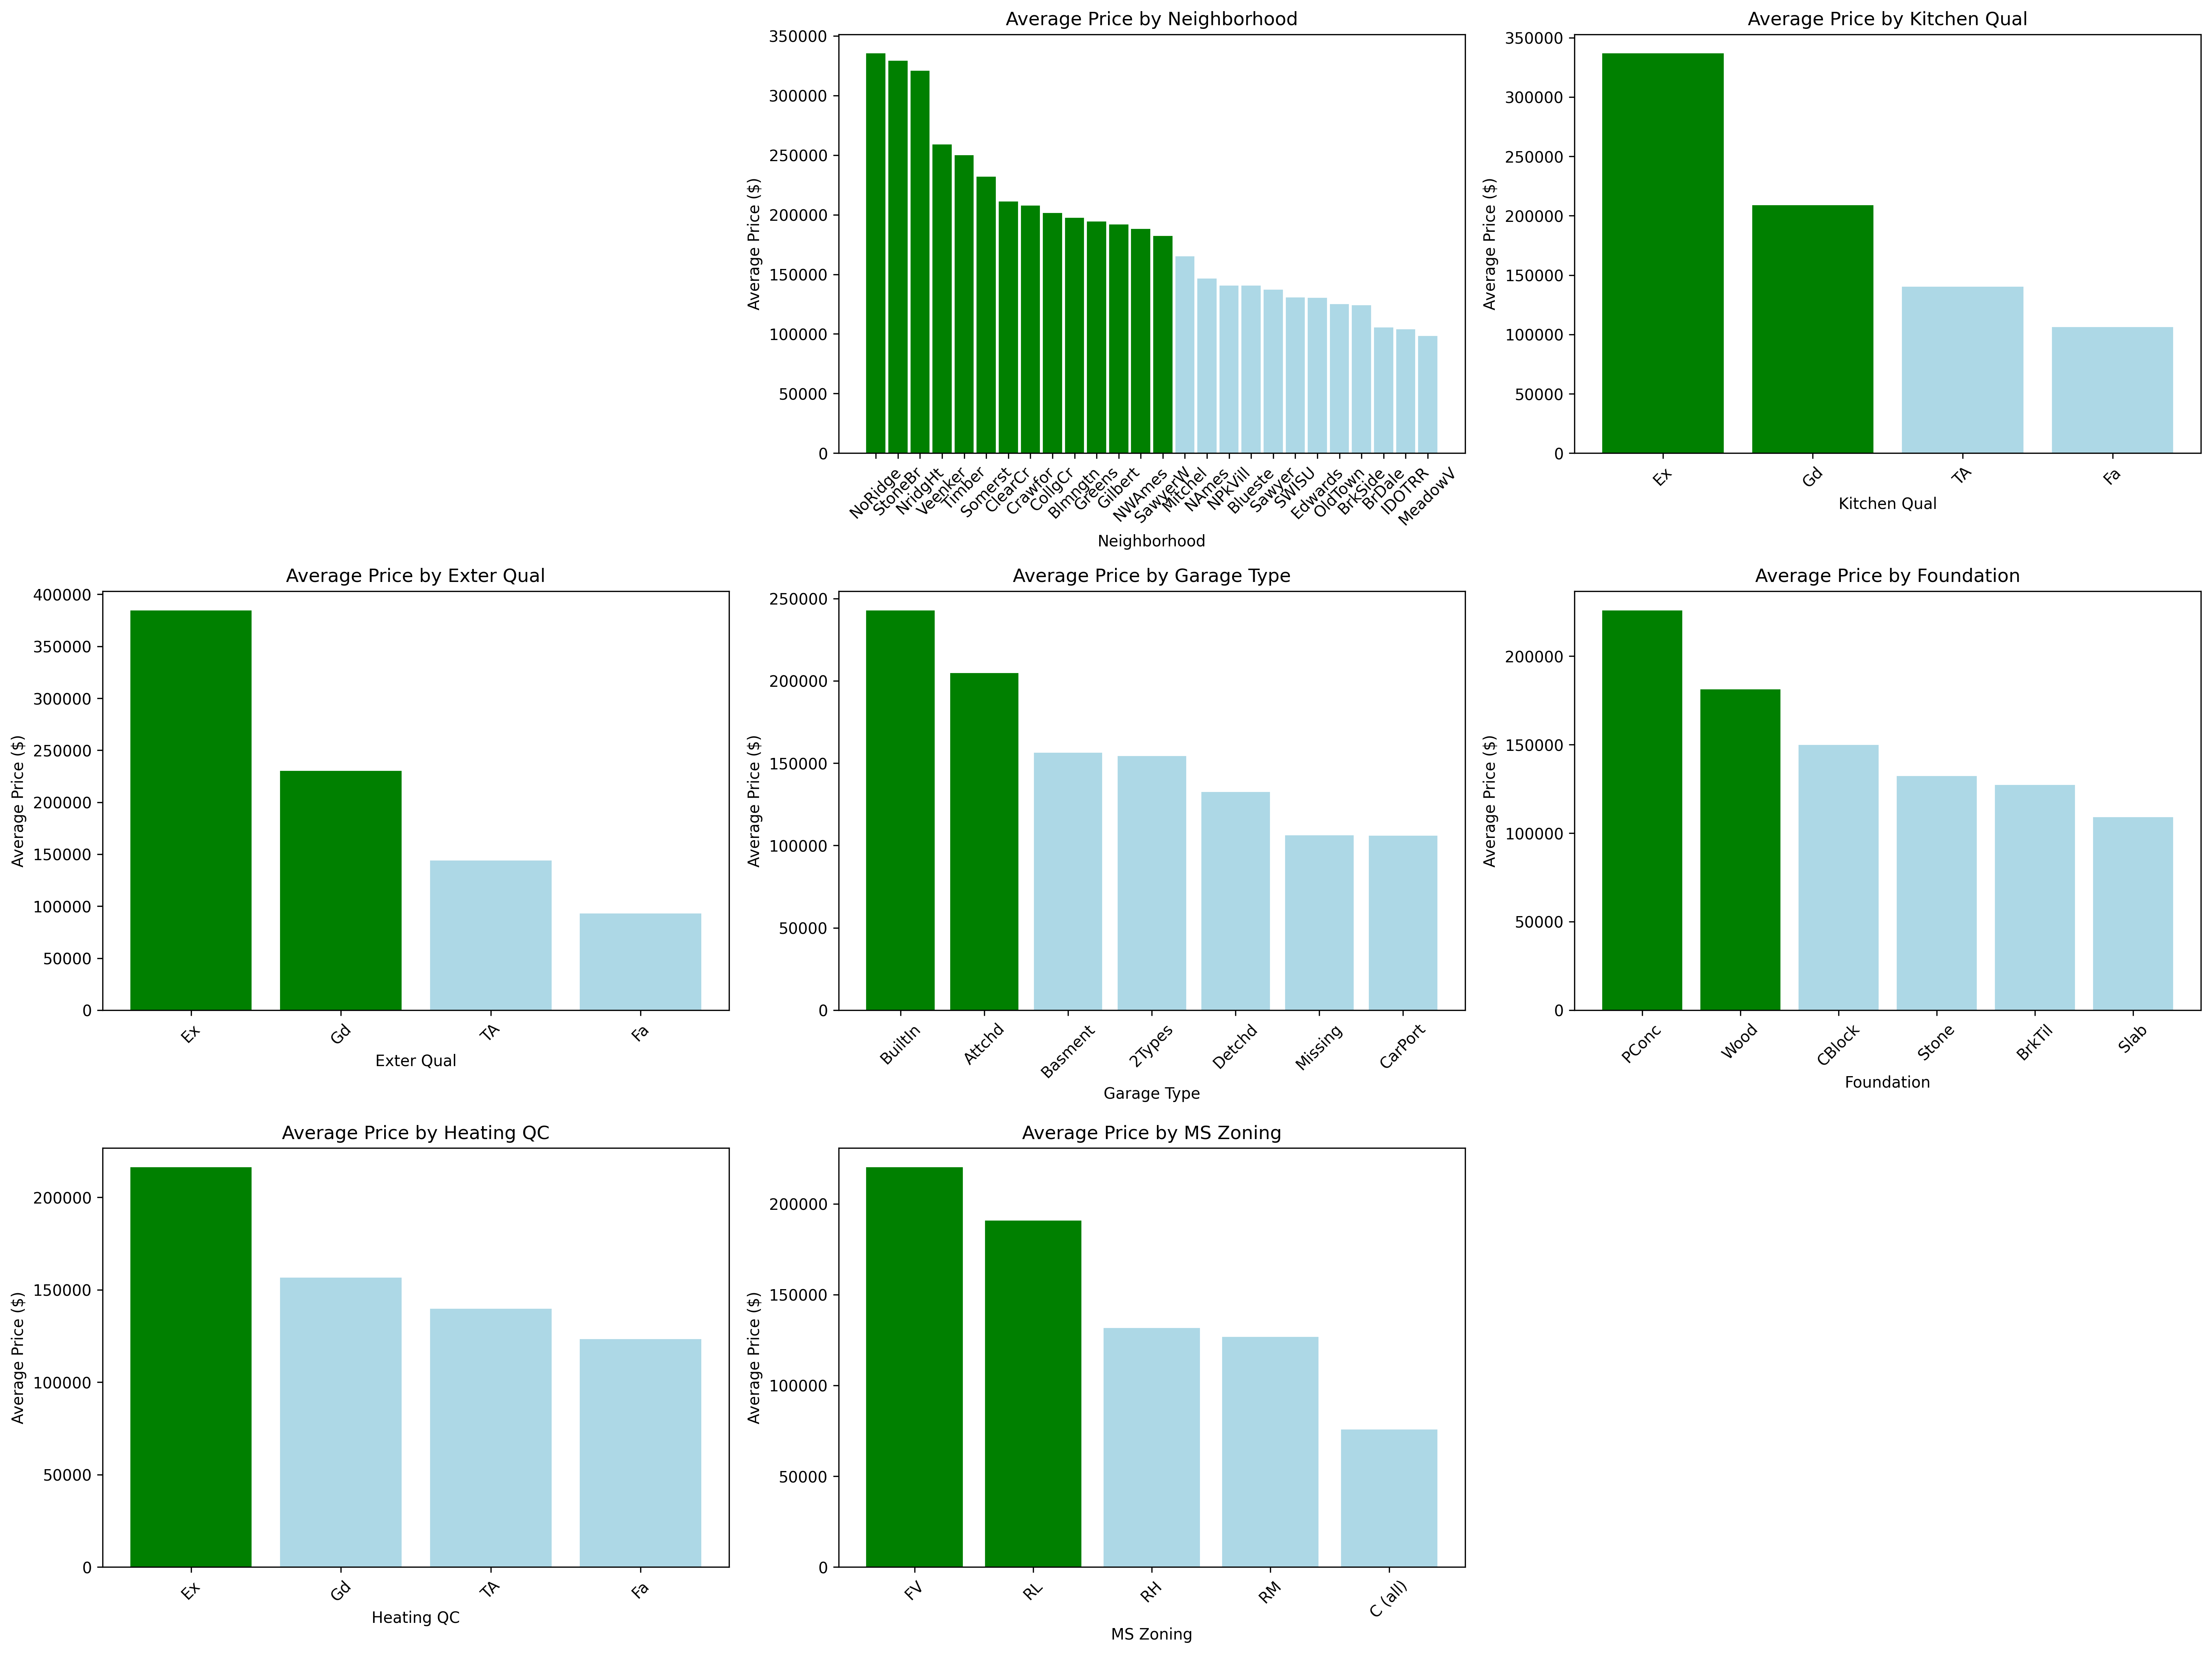 Average Price by Neighborhood
Average Price ($)
350000
300000
250000
200000
150000
100000
50000
0
NoRidge
StoneBr
NridgHt
Veenker
Timber
Somerst
ClearCr
Crawfor
CollgCr
Blmngtn
Greens
Gilbert
NWAmes
SawyerW
Mitchel
NAmes
NPkVill
Blueste
Sawyer
SWISU
Edwards
OldTown
BrkSide
BrDale
IDOTRR
MeadowV
Neighborhood
Average Price by Kitchen Qual
Average Price ($)
350000
300000
250000
200000
150000
100000
50000
0
Ex
Gd
TA
Fa
Kitchen Qual
Average Price by Exter Qual
Average Price ($)
400000
350000
300000
250000
200000
150000
100000
50000
0
Ex
Gd
TA
Fa
Exter Qual
Average Price by Garage Type
Average Price ($)
250000
200000
150000
100000
50000
0
BuiltIn
Attchd
Basment
2Types
Detchd
Missing
CarPort
Garage Type
Average Price by Foundation
Average Price ($)
200000
150000
100000
50000
0
PConc
Wood
CBlock
Stone
BrkTil
Slab
Foundation
Average Price by Heating QC
Average Price ($)
200000
150000
100000
50000
0
Ex
Gd
TA
Fa
Heating QC
Average Price by MS Zoning
Average Price ($)
200000
150000
100000
50000
0
FV
RL
RH
RM
C (all)
MS Zoning